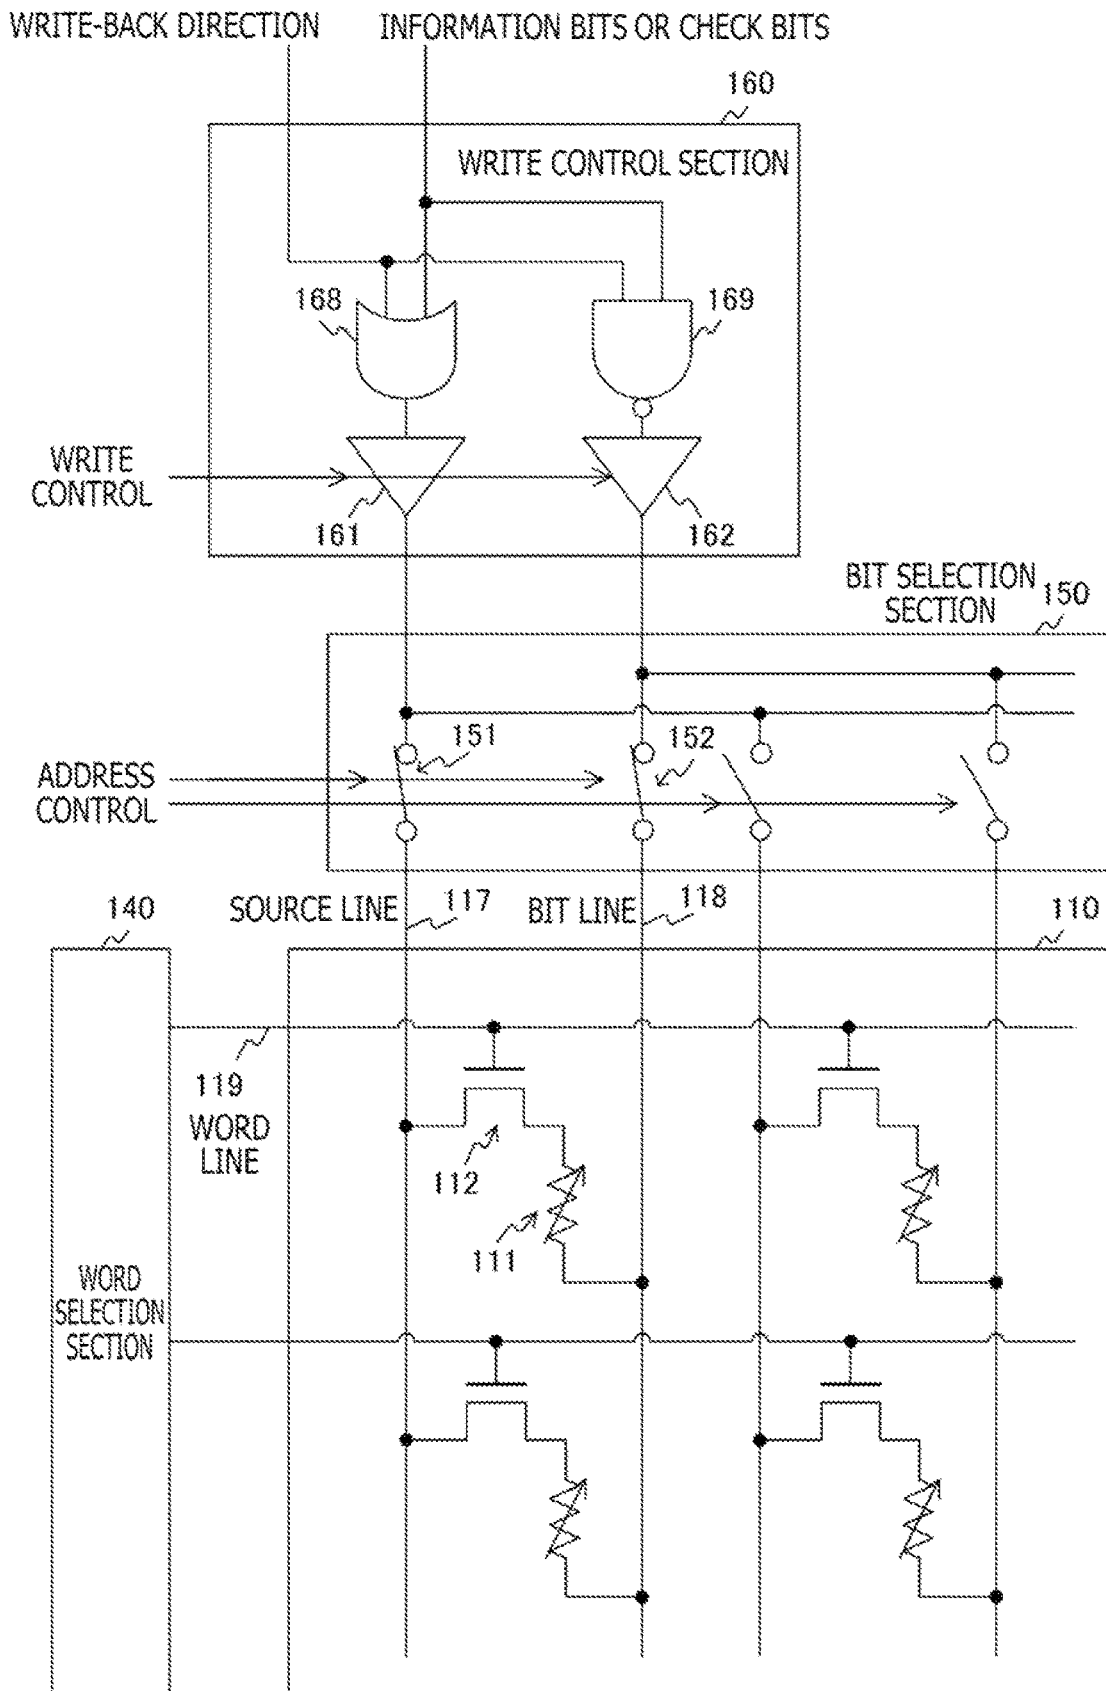 WRITE-BACK DIRECTION
INFORMATION BITS OR CHECK BITS
160
WRITE CONTROL SECTION
168
169
WRITE
CONTROL
161
162
BIT SELECTION
SECTION
150
151
152
ADDRESS
CONTROL
140
SOURCE LINE
117
BIT LINE
118
110
119
WORD
LINE
112
111
WORD
SELECTION
SECTION